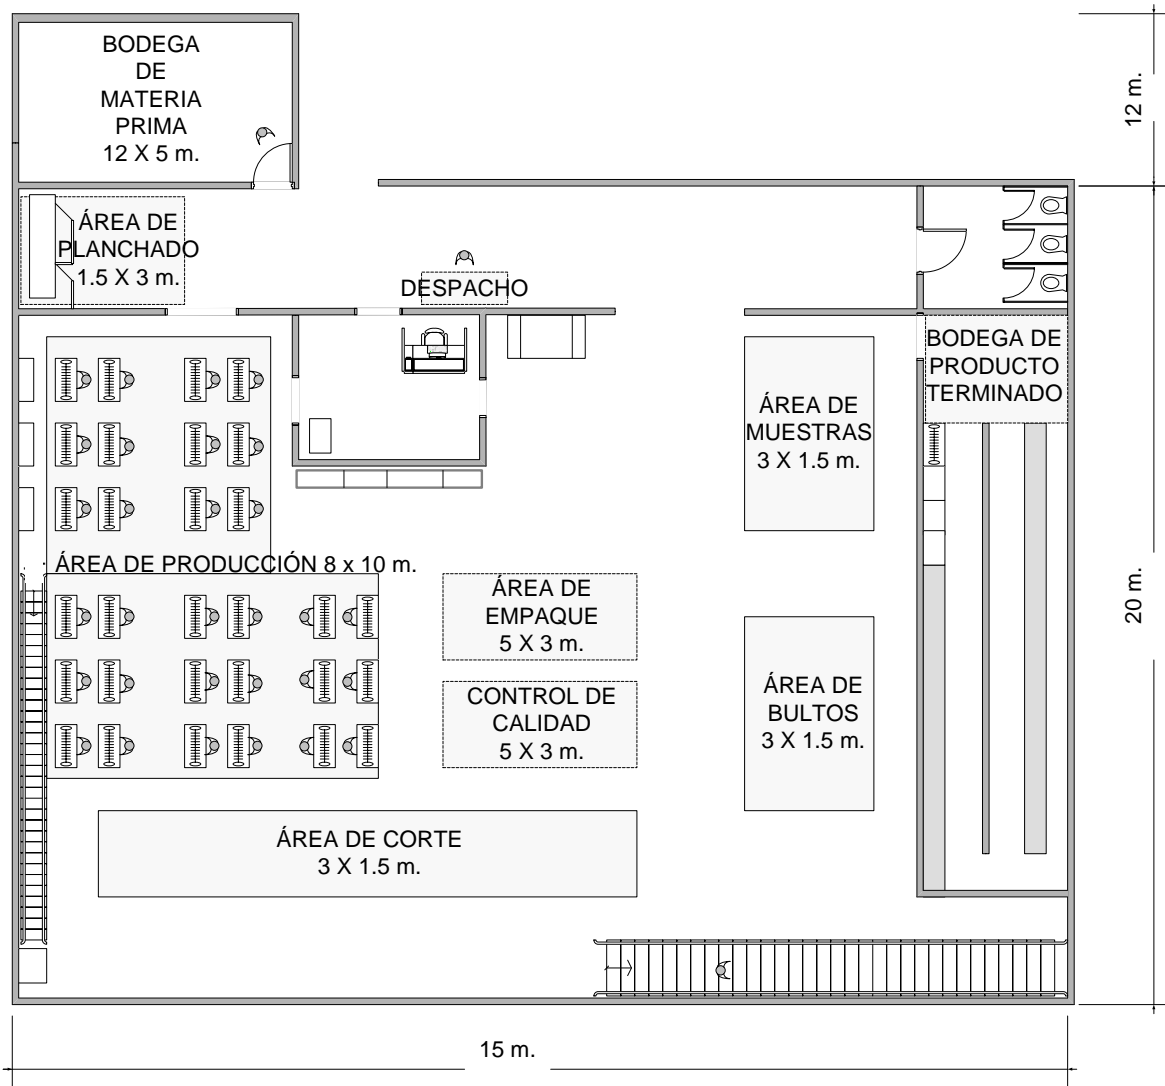 BODEGA
DE
MATERIA
PRIMA
12 X 5 m.
12 m.
ÁREA DE
PLANCHADO
1.5 X 3 m.
DESPACHO
BODEGA DE
PRODUCTO
TERMINADO
ÁREA DE
MUESTRAS
3 X 1.5 m.
ÁREA DE PRODUCCIÓN 8 x 10 m.
ÁREA DE
EMPAQUE
5 X 3 m.
20 m.
CONTROL DE
CALIDAD
5 X 3 m.
ÁREA DE
BULTOS
3 X 1.5 m.
ÁREA DE CORTE
3 X 1.5 m.
15 m.